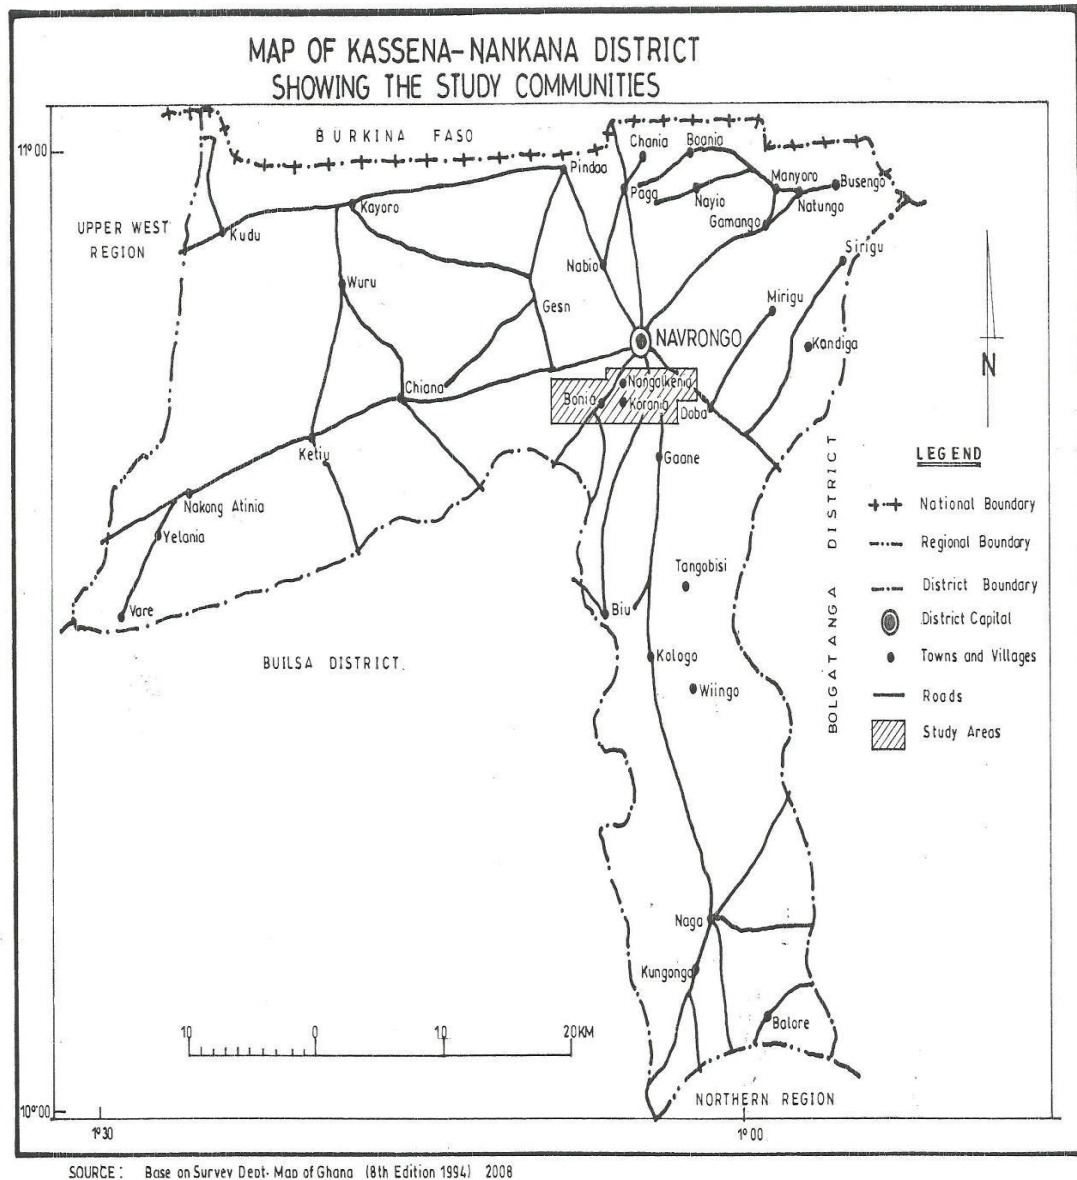 MAP OF KASSENA-NANKANA DISTRICT
SHOWING THE STUDY COMMUNITIES
BURKINA FASO
11°00
Chania
Boania
Pindaa
Paga
Nayio
Manyoro
Busengo
Natungo
Gamango
Kayoro
UPPER WEST
REGION
Kudu
Sirigu
Nabio
Wuru
Gesn
Mirigu
NAVRONGO
Kandiga
N
Chiana
Nangalkenia
Bonia
Korania
Doba
Ketiu
Gaane
LEGEND
Nakong Atinia
National Boundary
Yelania
Regional Boundary
Tangobisi
District Boundary
Vare
Biu
District Capital
BUILSA DISTRICT.
Kologo
Towns and Villages
Wiingo
BOLGATANGA DISTRICT
Roads
Study Areas
Naga
Kungongo
Balore
10 0 10 20KM
NORTHERN REGION
10°00
1°30
1°00
SOURCE: Base on Survey Dept. Map of Ghana (8th Edition 1994) 2008